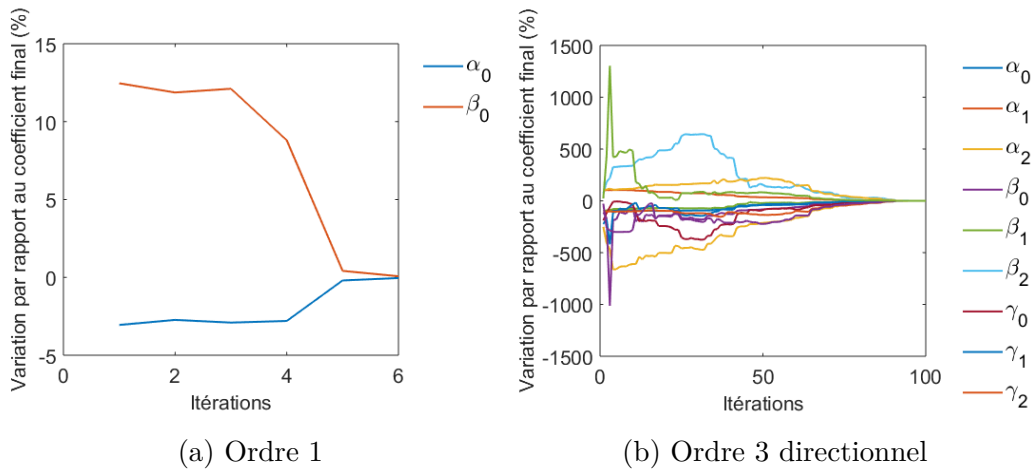 Variation par rapport au coefficient final (%)
15
10
5
0
-5
0
2
4
6
Itérations
α0
β0
(a) Ordre 1
Variation par rapport au coefficient final (%)
1500
1000
500
0
-500
-1000
-1500
0
50
100
Itérations
α0
α1
α2
β0
β1
β2
γ0
γ1
γ2
(b) Ordre 3 directionnel